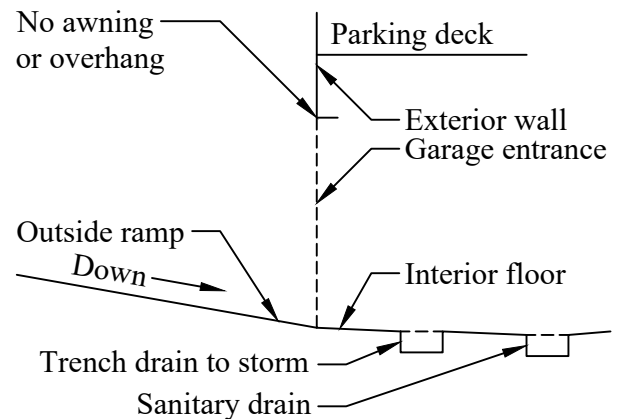 No awning
or overhang
Parking deck
Exterior wall
Garage entrance
Outside ramp
Down
Interior floor
Trench drain to storm
Sanitary drain